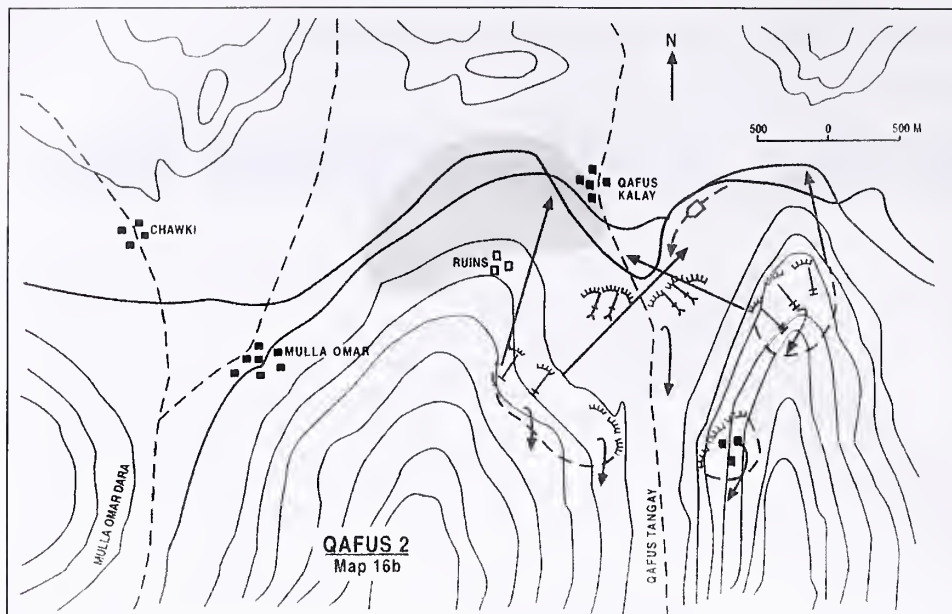 N
500 0 500 M
QAFUS
KALAY
CHAWKI
RUINS
MULLA OMAR
MULLA OMAR DARA
QAFUS TANGAY
QAFUS 2
Map 16b